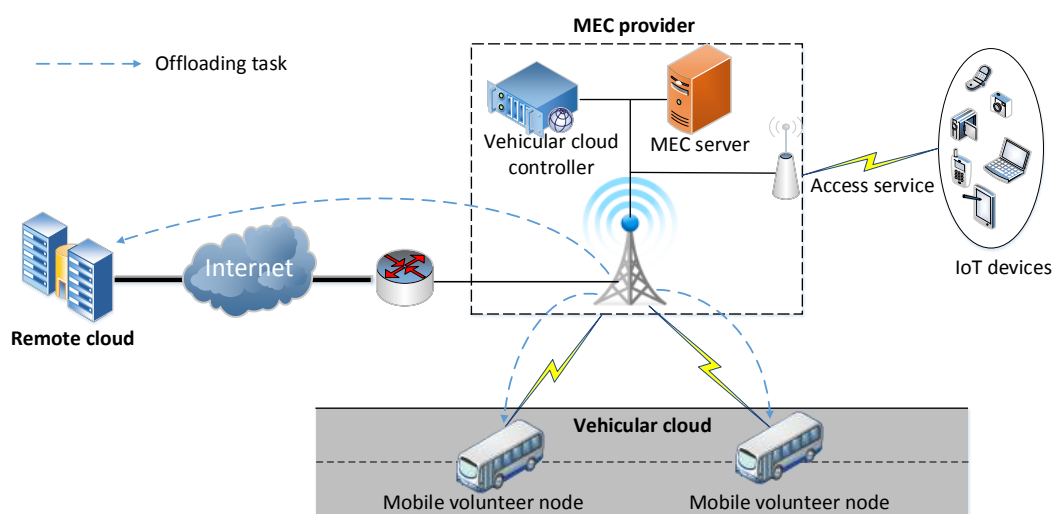 MEC provider
Offloading task
Vehicular cloud
controller
MEC server
Access service
IoT devices
Internet
Remote cloud
Vehicular cloud
Mobile volunteer node
Mobile volunteer node